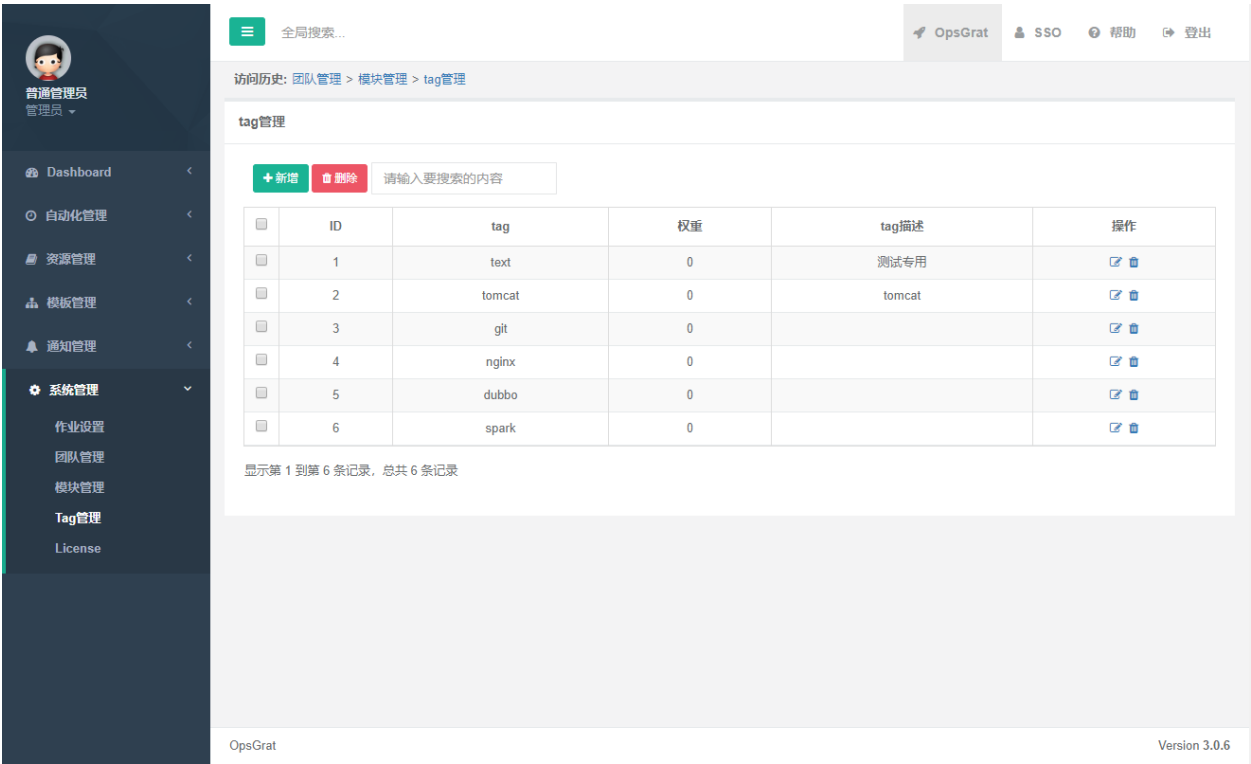 普通管理员
管理员
Dashboard
自动化管理
资源管理
模板管理
通知管理
系统管理
作业设置
团队管理
模块管理
Tag管理
License
全局搜索...
OpsGrat SSO 帮助 登出
访问历史: 团队管理 > 模块管理 > tag管理
tag管理
新增 删除 请输入要搜索的内容
ID tag 权重 tag描述 操作
1 text 0 测试专用
2 tomcat 0 tomcat
3 git 0
4 nginx 0
5 dubbo 0
6 spark 0
显示第 1 到第 6 条记录，总共 6 条记录
OpsGrat Version 3.0.6